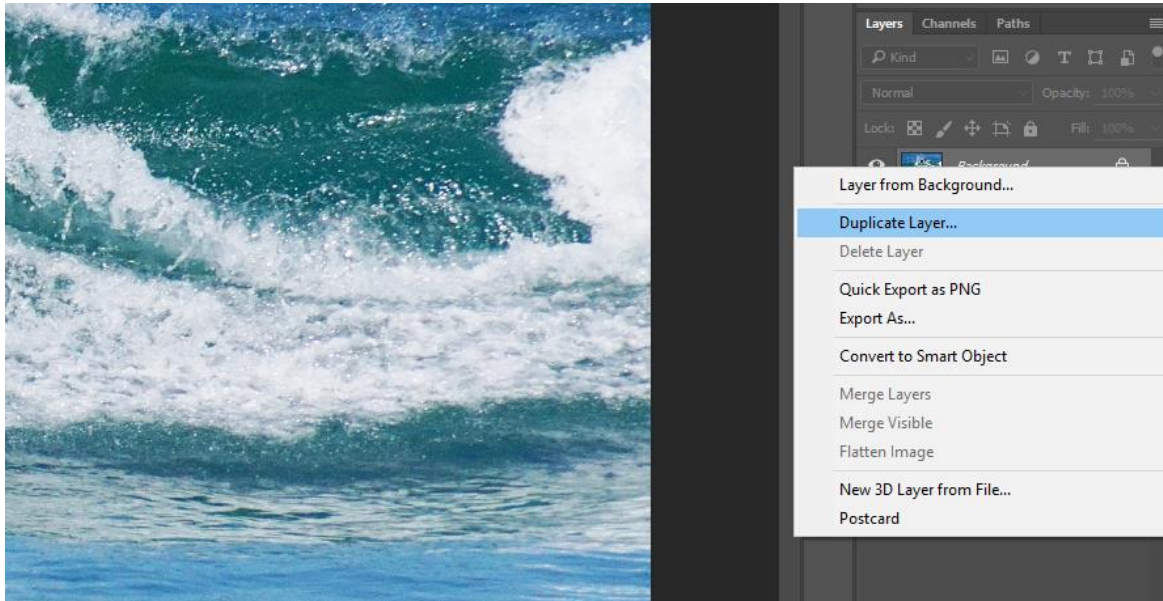 Layers Channels Paths
Kind
Normal Opacity: 100%
Lock: Fill: 100%
Background
Layer from Background...
Duplicate Layer...
Delete Layer
Quick Export as PNG
Export As...
Convert to Smart Object
Merge Layers
Merge Visible
Flatten Image
New 3D Layer from File...
Postcard